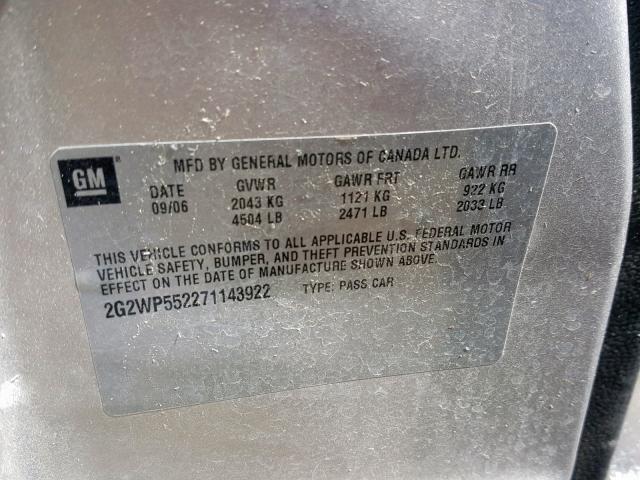 GM
MFD BY GENERAL MOTORS OF CANADA LTD.
DATE GVWR GAWR FRT GAWR RR
09/06 2043 KG 1121 KG 922 KG
4504 LB 2471 LB 2033 LB
THIS VEHICLE CONFORMS TO ALL APPLICABLE U.S. FEDERAL MOTOR
VEHICLE SAFETY, BUMPER, AND THEFT PREVENTION STANDARDS IN
EFFECT ON THE DATE OF MANUFACTURE SHOWN ABOVE.
2G2WP552271143922 TYPE: PASS CAR